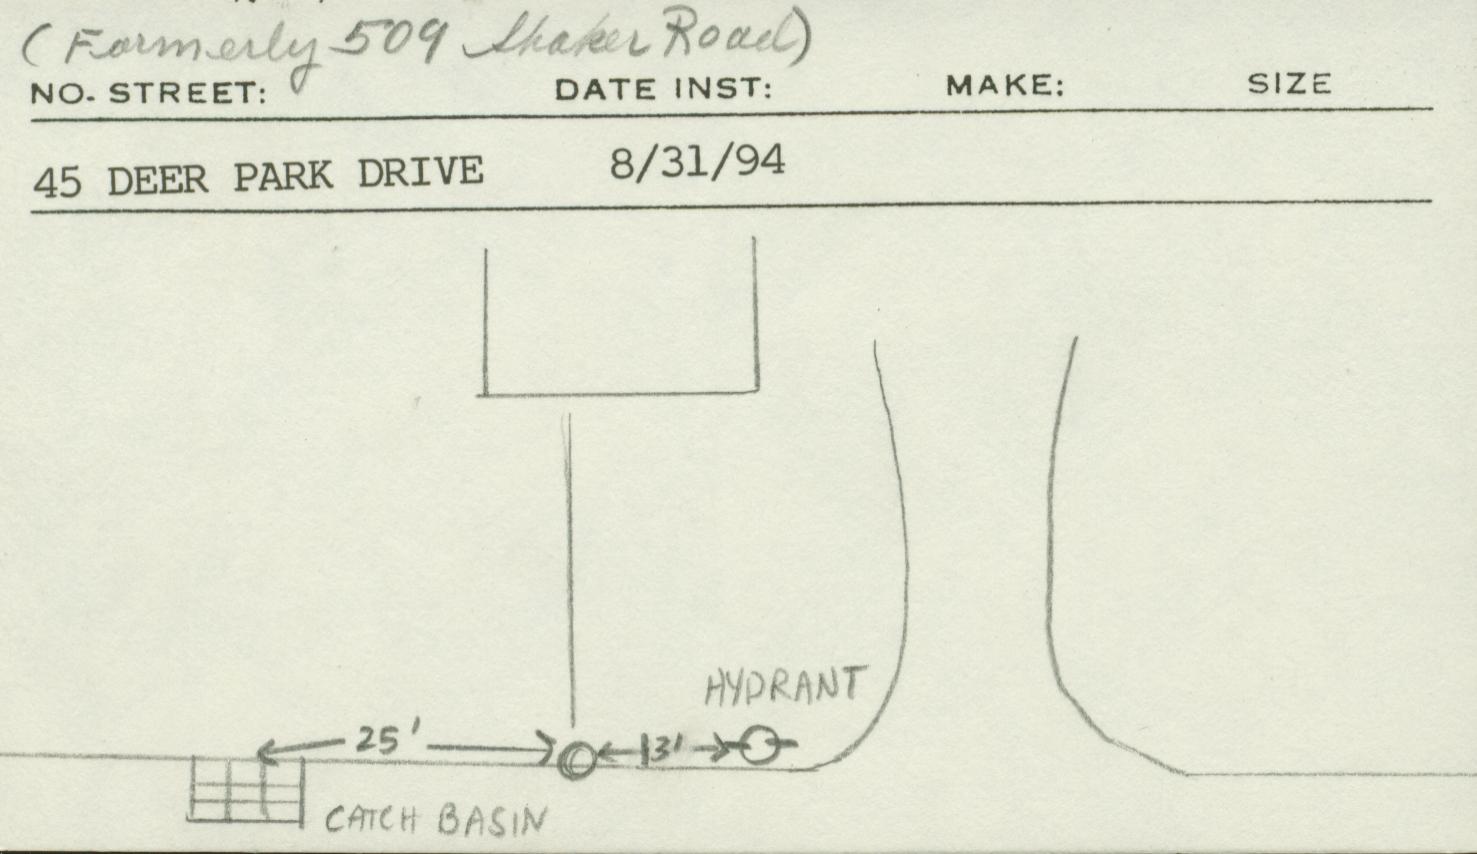 (Formerly 509 Shaker Road)
NO. STREET: DATE INST: MAKE: SIZE
45 DEER PARK DRIVE 8/31/94
HYDRANT
25' 13'
CATCH BASIN